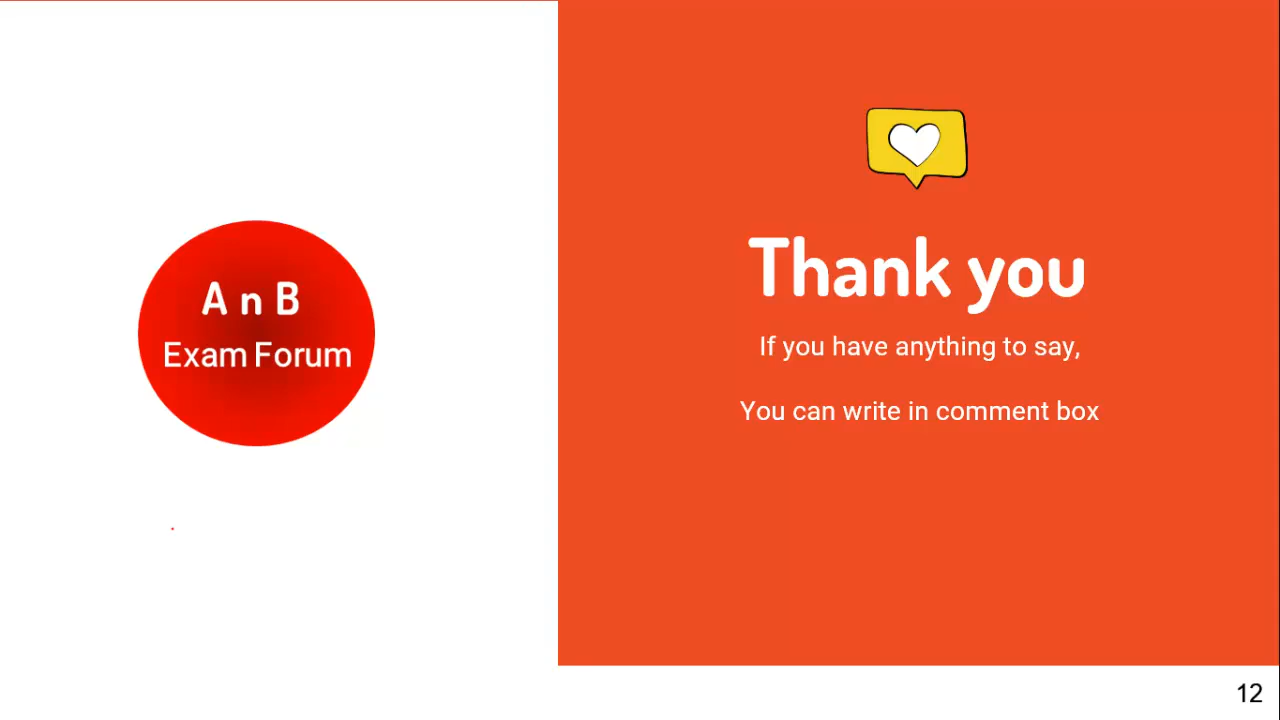 A n B
Exam Forum
Thank you
If you have anything to say,
You can write in comment box
12